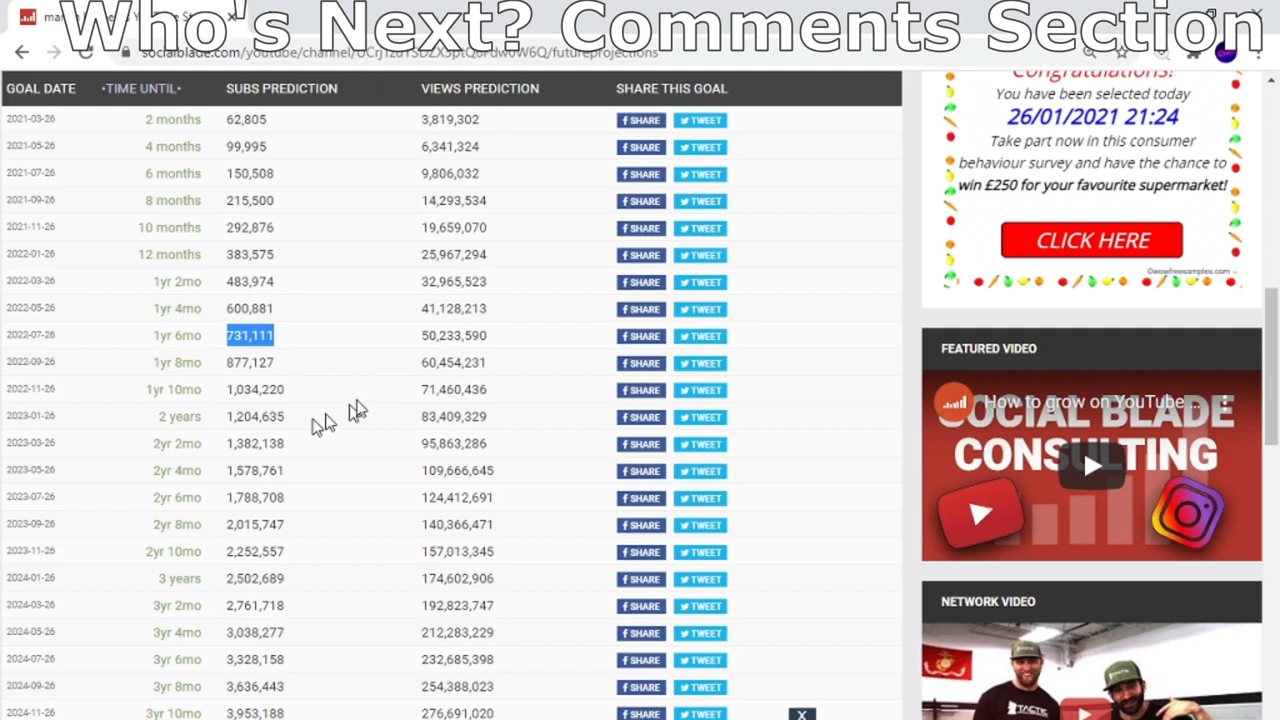 Who's Next? Comments Section
socialblade.com/youtube/channel/
/futureprojections
GOAL DATE •TIME UNTIL• SUBS PREDICTION VIEWS PREDICTION SHARE THIS GOAL
2021-03-26 2 months 62,805 3,819,302 SHARE TWEET
2021-05-26 4 months 99,995 6,341,324 SHARE TWEET
2021-07-26 6 months 153,508 9,806,032 SHARE TWEET
2021-09-26 8 months 215,500 14,293,534 SHARE TWEET
2021-11-26 10 months 292,876 19,659,070 SHARE TWEET
2022-01-26 12 months 383,575 25,967,294 SHARE TWEET
2022-03-26 1yr 2mo SHARE TWEET
2022-05-26 1yr 4mo 600,881 41,128,213 SHARE TWEET
2022-07-26 1yr 6mo 731,111 50,233,590 SHARE TWEET
2022-09-26 1yr 8mo 877,127 60,454,231 SHARE TWEET
2022-11-26 1yr 10mo 1,034,220 71,460,436 SHARE TWEET
2023-01-26 2 years 1,204,635 83,409,329 SHARE TWEET
2023-03-26 2yr 2mo 1,382,138 95,863,286 SHARE TWEET
2023-05-26 2yr 4mo 1,578,761 109,666,645 SHARE TWEET
2023-07-26 2yr 6mo 1,788,708 124,412,691 SHARE TWEET
2023-09-26 2yr 8mo 2,015,747 140,366,471 SHARE TWEET
2023-11-26 2yr 10mo 2,252,557 157,013,345 SHARE TWEET
2024-01-26 3 years 2,502,689 174,602,906 SHARE TWEET
2024-03-26 3yr 2mo 2,761,718 192,823,747 SHARE TWEET
2024-05-26 3yr 4mo 3,038,277 212,283,229 SHARE TWEET
2024-07-26 3yr 6mo 3,328,158 232,685,398 SHARE TWEET
2024-09-26 3yr 8mo 3,636,443 254,388,023 SHARE TWEET
2024-11-26 3yr 10mo 3,953,188 276,691,020 SHARE TWEET
X
Congratulations!
You have been selected today
26/01/2021 21:24
Take part now in this consumer
behaviour survey and have the chance to
win £250 for your favourite supermarket!
CLICK HERE
©wowfreesamples.com
FEATURED VIDEO
How to grow on YouTube ...
SOCIAL BLADE
CONSULTING
NETWORK VIDEO
TACTIC